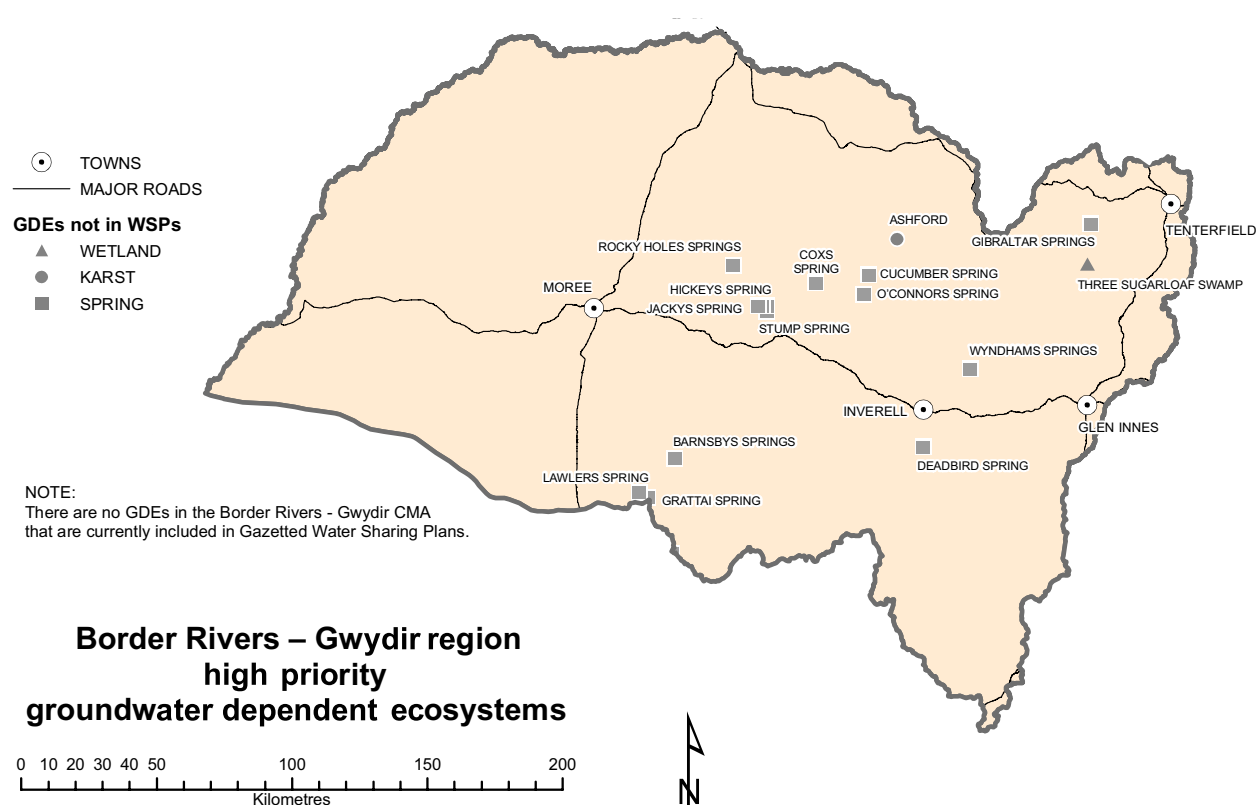 TOWNS
MAJOR ROADS
GDEs not in WSPs
WETLAND
KARST
SPRING
ASHFORD
TENTERFIELD
GIBRALTAR SPRINGS
ROCKY HOLES SPRINGS
COXS
SPRING
CUCUMBER SPRING
THREE SUGARLOAF SWAMP
MOREE
HICKEYS SPRING
O'CONNORS SPRING
JACKYS SPRING
STUMP SPRING
WYNDHAMS SPRINGS
INVERELL
GLEN INNES
BARNSBYS SPRINGS
DEADBIRD SPRING
LAWLERS SPRING
GRATTAI SPRING
NOTE:
There are no GDEs in the Border Rivers - Gwydir CMA
that are currently included in Gazetted Water Sharing Plans.
Border Rivers – Gwydir region
high priority
groundwater dependent ecosystems
0 10 20 30 40 50 100 150 200
Kilometres
N